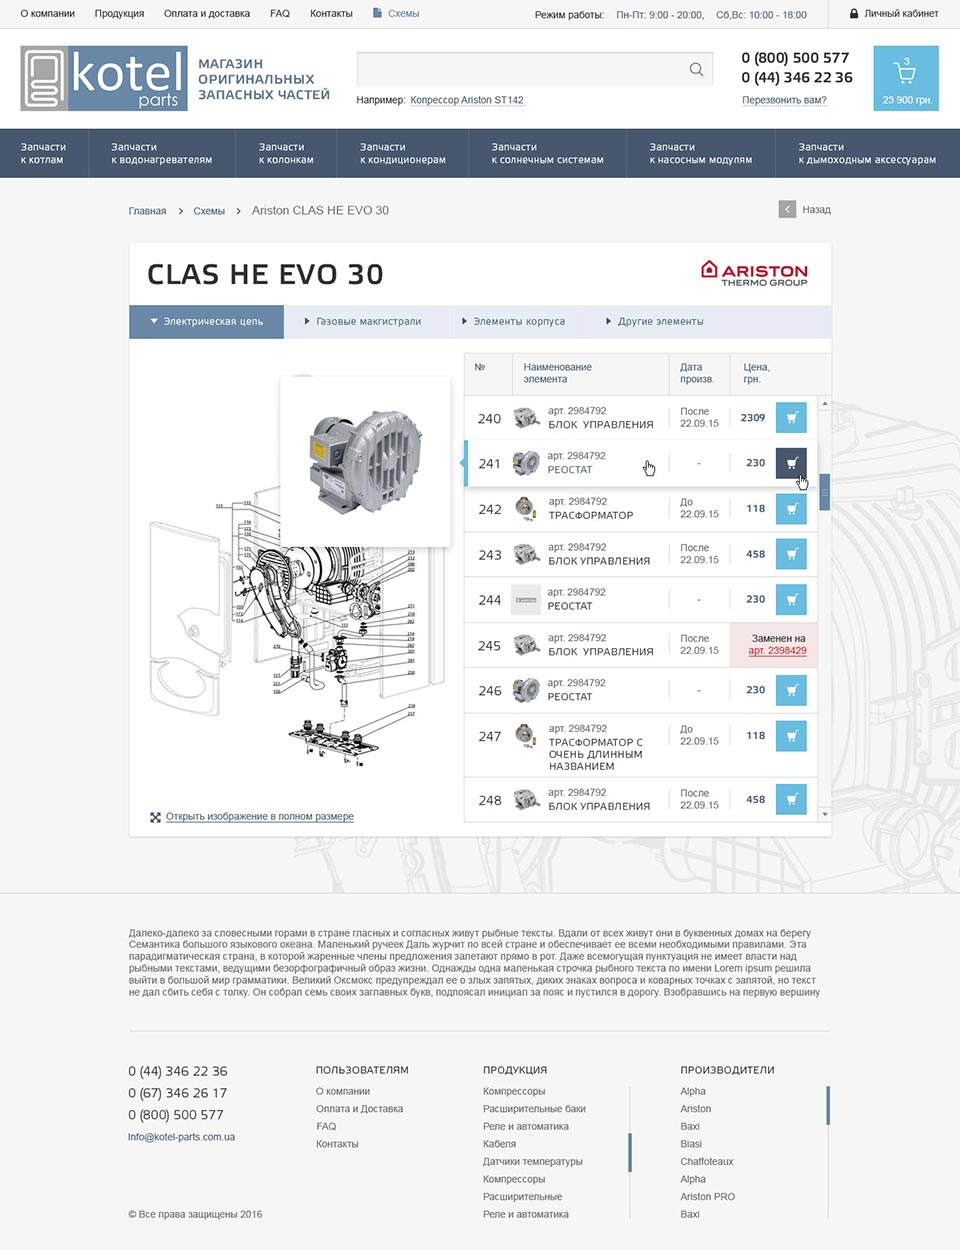 О компании Продукция Оплата и доставка FAQ Контакты Схемы Режим работы: Пн-Пт: 9:00 - 20:00, Сб,Вс: 10:00 - 18:00 Личный кабинет
kotel parts
МАГАЗИН
ОРИГИНАЛЬНЫХ
ЗАПАСНЫХ ЧАСТЕЙ
Например: Копрессор Ariston ST142
0 (800) 500 577
0 (44) 346 22 36
Перезвонить вам?
3
23 900 грн.
Запчасти
к котлам
Запчасти
к водонагревателям
Запчасти
к колонкам
Запчасти
к кондиционерам
Запчасти
к солнечным системам
Запчасти
к насосным модулям
Запчасти
к дымоходным аксессуарам
Главная Схемы Ariston CLAS HE EVO 30
Назад
CLAS HE EVO 30
ARISTON
THERMO GROUP
Электрическая цепь Газовые макгистрали Элементы корпуса Другие элементы
№
Наименование
элемента
Дата
произв.
Цена,
грн.
240 арт. 2984792
БЛОК УПРАВЛЕНИЯ
После
22.09.15
2309
241 арт. 2984792
РЕОСТАТ
-
230
242 арт. 2984792
ТРАСФОРМАТОР
До
22.09.15
118
243 арт. 2984792
БЛОК УПРАВЛЕНИЯ
После
22.09.15
458
244 арт. 2984792
РЕОСТАТ
-
230
245 арт. 2984792
БЛОК УПРАВЛЕНИЯ
После
22.09.15
Заменен на
арт. 2398429
246 арт. 2984792
РЕОСТАТ
-
230
247 арт. 2984792
ТРАСФОРМАТОР С
ОЧЕНЬ ДЛИННЫМ
НАЗВАНИЕМ
До
22.09.15
118
248 арт. 2984792
БЛОК УПРАВЛЕНИЯ
После
22.09.15
458
Открыть изображение в полном размере
Далеко-далеко за словесными горами в стране гласных и согласных живут рыбные тексты. Вдали от всех живут они в буквенных домах на берегу
Семантика большого языкового океана. Маленький ручеек Даль журчит по всей стране и обеспечивает ее всеми необходимыми правилами. Эта
парадигматическая страна, в которой жаренные члены предложения залетают прямо в рот. Даже всемогущая пунктуация не имеет власти над
рыбными текстами, ведущими безорфографичный образ жизни. Однажды одна маленькая строчка рыбного текста по имени Lorem ipsum решила
выйти в большой мир грамматики. Великий Оксмокс предупреждал ее о злых запятых, диких знаках вопроса и коварных точках с запятой, но текст
не дал сбить себя с толку. Он собрал семь своих заглавных букв, подпоясал инициал за пояс и пустился в дорогу. Взобравшись на первую вершину
0 (44) 346 22 36
0 (67) 346 26 17
0 (800) 500 577
Info@kotel-parts.com.ua
© Все права защищены 2016
ПОЛЬЗОВАТЕЛЯМ
О компании
Оплата и Доставка
FAQ
Контакты
ПРОДУКЦИЯ
Компрессоры
Расширительные баки
Реле и автоматика
Кабеля
Датчики температуры
Компрессоры
Расширительные
Реле и автоматика
ПРОИЗВОДИТЕЛИ
Alpha
Ariston
Baxi
Biasi
Chaffoteaux
Alpha
Ariston PRO
Baxi